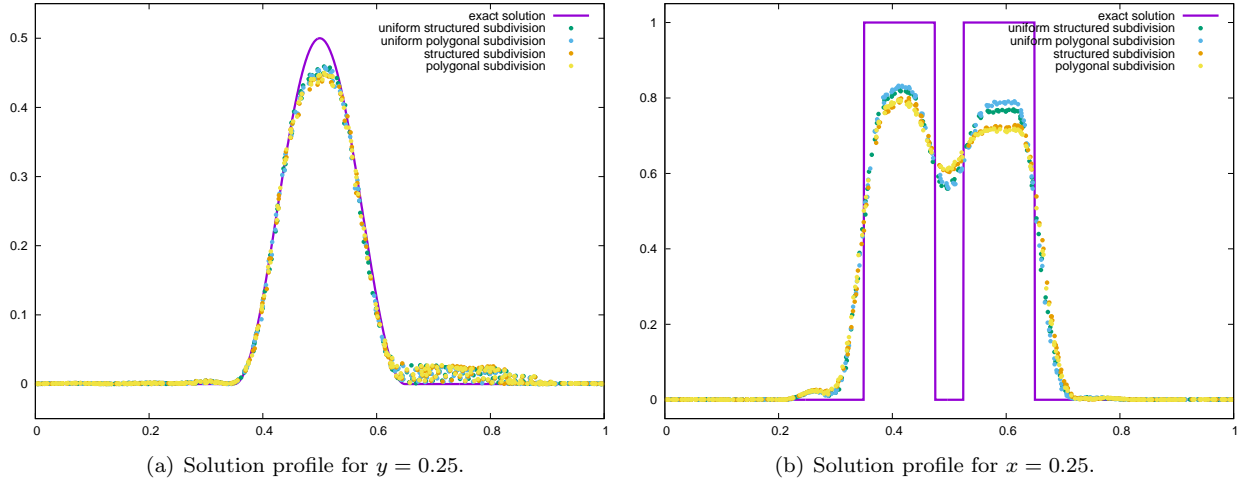 exact solution
uniform structured subdivision
uniform polygonal subdivision
structured subdivision
polygonal subdivision
0.5
0.4
0.3
0.2
0.1
0
0 0.2 0.4 0.6 0.8 1
(a) Solution profile for y = 0.25.
exact solution
uniform structured subdivision
uniform polygonal subdivision
structured subdivision
polygonal subdivision
1
0.8
0.6
0.4
0.2
0
0 0.2 0.4 0.6 0.8 1
(b) Solution profile for x = 0.25.